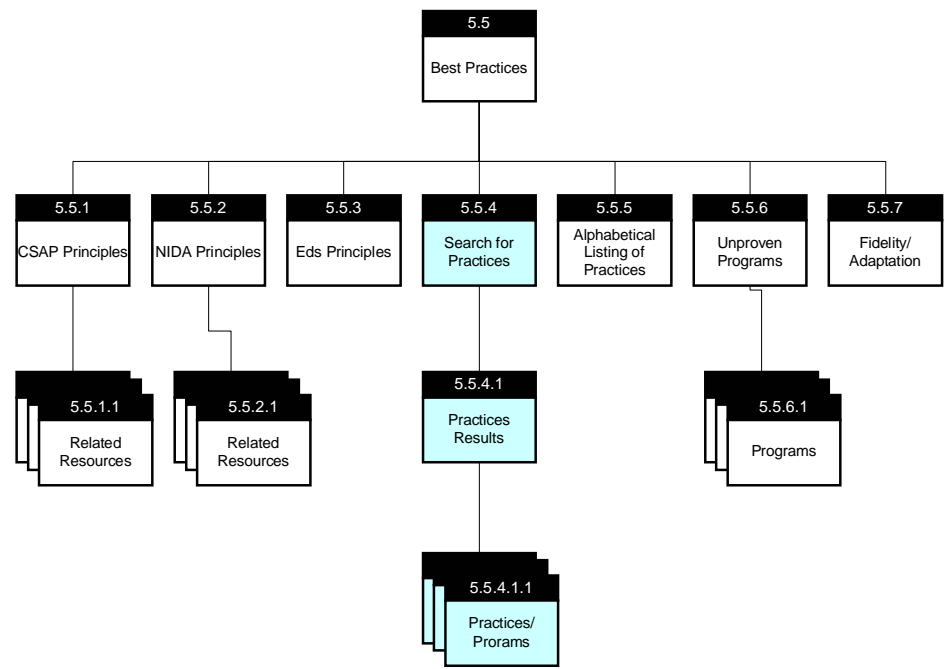 5.5
Best Practices
5.5.1
CSAP Principles
5.5.2
NIDA Principles
5.5.3
Eds Principles
5.5.4
Search for
Practices
5.5.5
Alphabetical
Listing of
Practices
5.5.6
Unproven
Programs
5.5.7
Fidelity/
Adaptation
5.5.1.1
Related
Resources
5.5.2.1
Related
Resources
5.5.4.1
Practices
Results
5.5.6.1
Programs
5.5.4.1.1
Practices/
Prorams